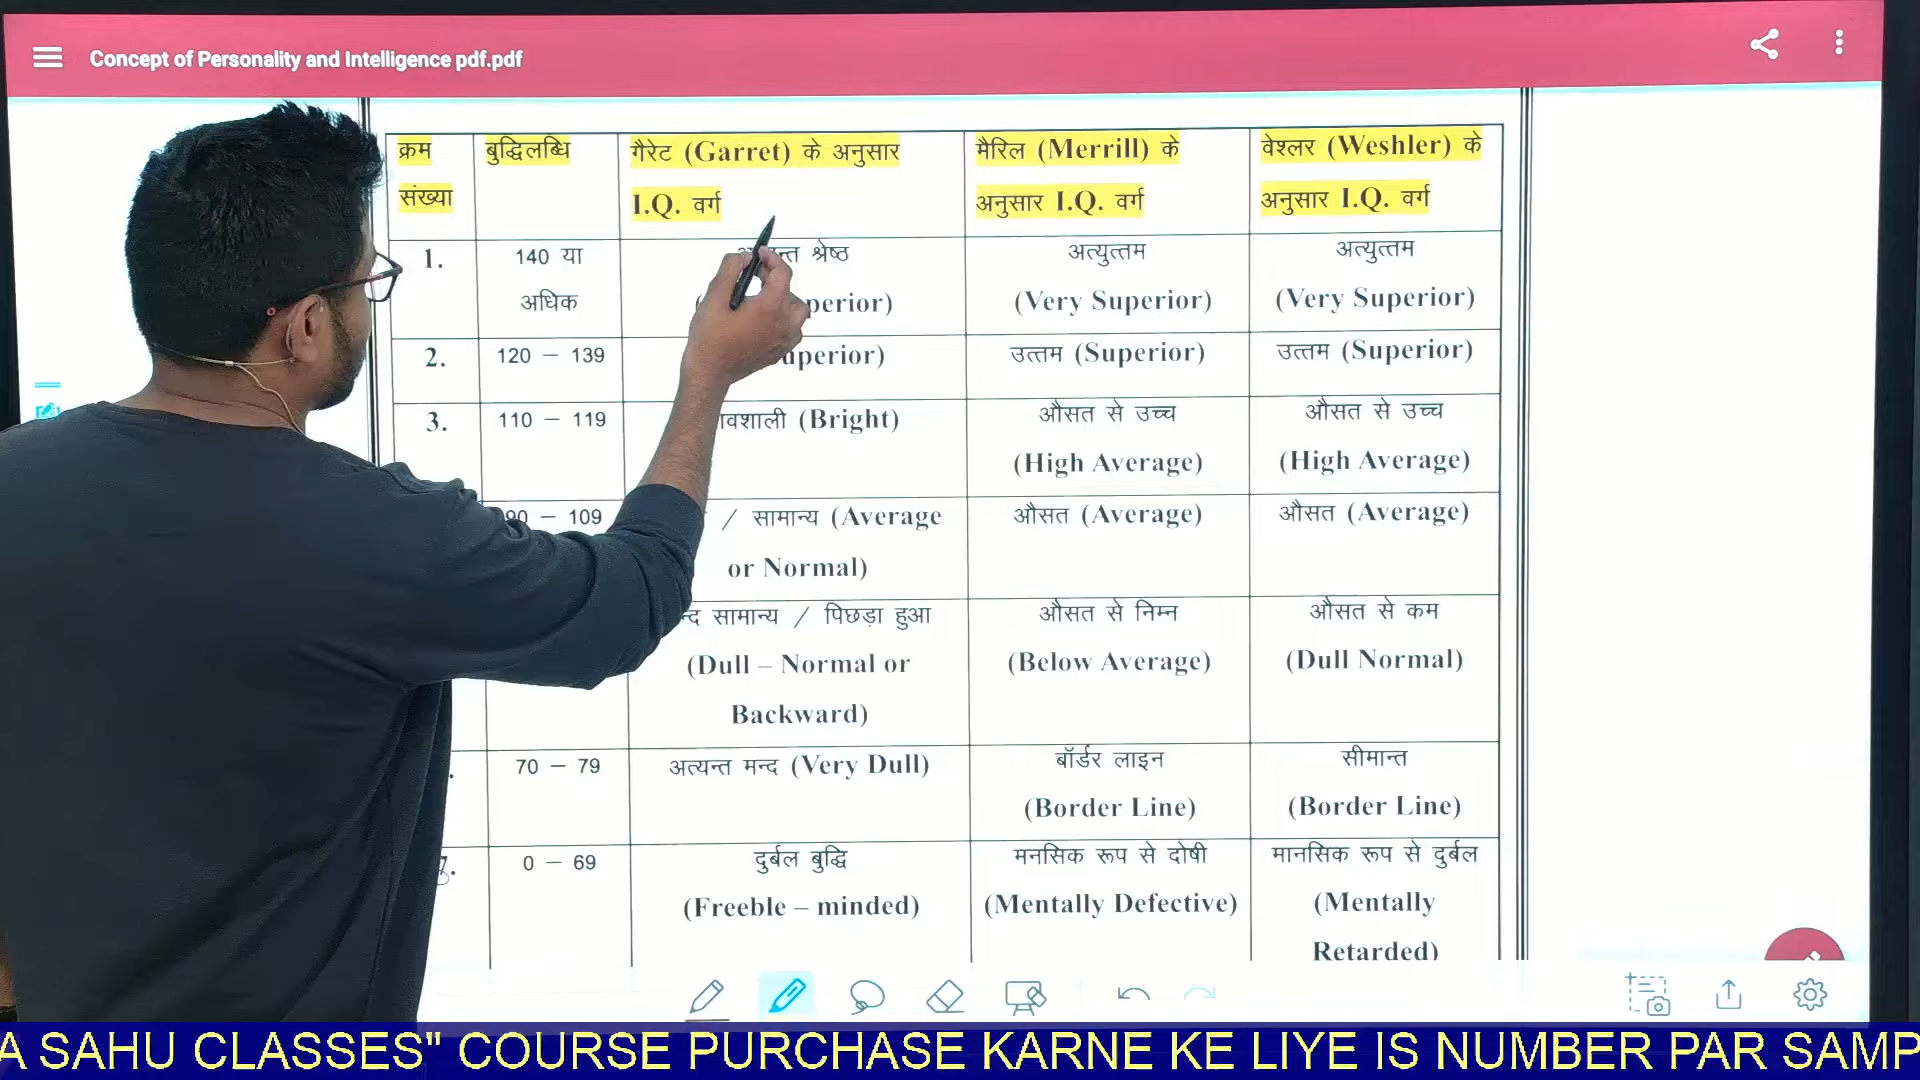 Concept of Personality and Intelligence pdf.pdf
क्रम संख्या
बुद्धिलब्धि
गैरेट (Garret) के अनुसार
I.Q. वर्ग
मैरिल (Merrill) के
अनुसार I.Q. वर्ग
वेश्लर (Weshler) के
अनुसार I.Q. वर्ग
1.
140 या
अधिक
श्रेष्ठ
अत्युत्तम
(Very Superior)
अत्युत्तम
(Very Superior)
2.
120 – 139
उत्तम (Superior)
उत्तम (Superior)
3.
110 – 119
(Bright)
औसत से उच्च
(High Average)
औसत से उच्च
(High Average)
– 109
/ सामान्य (Average
or Normal)
औसत (Average)
औसत (Average)
सामान्य / पिछड़ा हुआ
(Dull – Normal or
Backward)
औसत से निम्न
(Below Average)
औसत से कम
(Dull Normal)
70 – 79
अत्यन्त मन्द (Very Dull)
बॉर्डर लाइन
(Border Line)
सीमान्त
(Border Line)
7.
0 – 69
दुर्बल बुद्धि
(Freeble – minded)
मनसिक रूप से दोषी
(Mentally Defective)
मानसिक रूप से दुर्बल
(Mentally
Retarded)
A SAHU CLASSES" COURSE PURCHASE KARNE KE LIYE IS NUMBER PAR SAMP